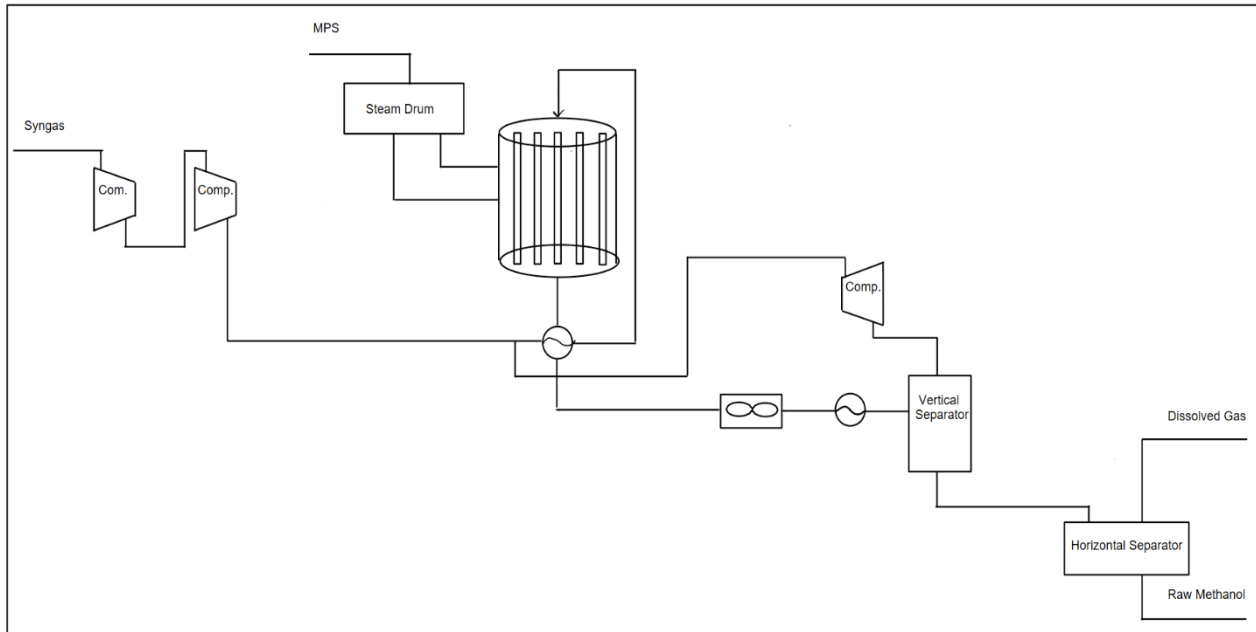 MPS
Steam Drum
Syngas
Com.
Comp.
Comp.
Vertical
Separator
Dissolved Gas
Horizontal Separator
Raw Methanol